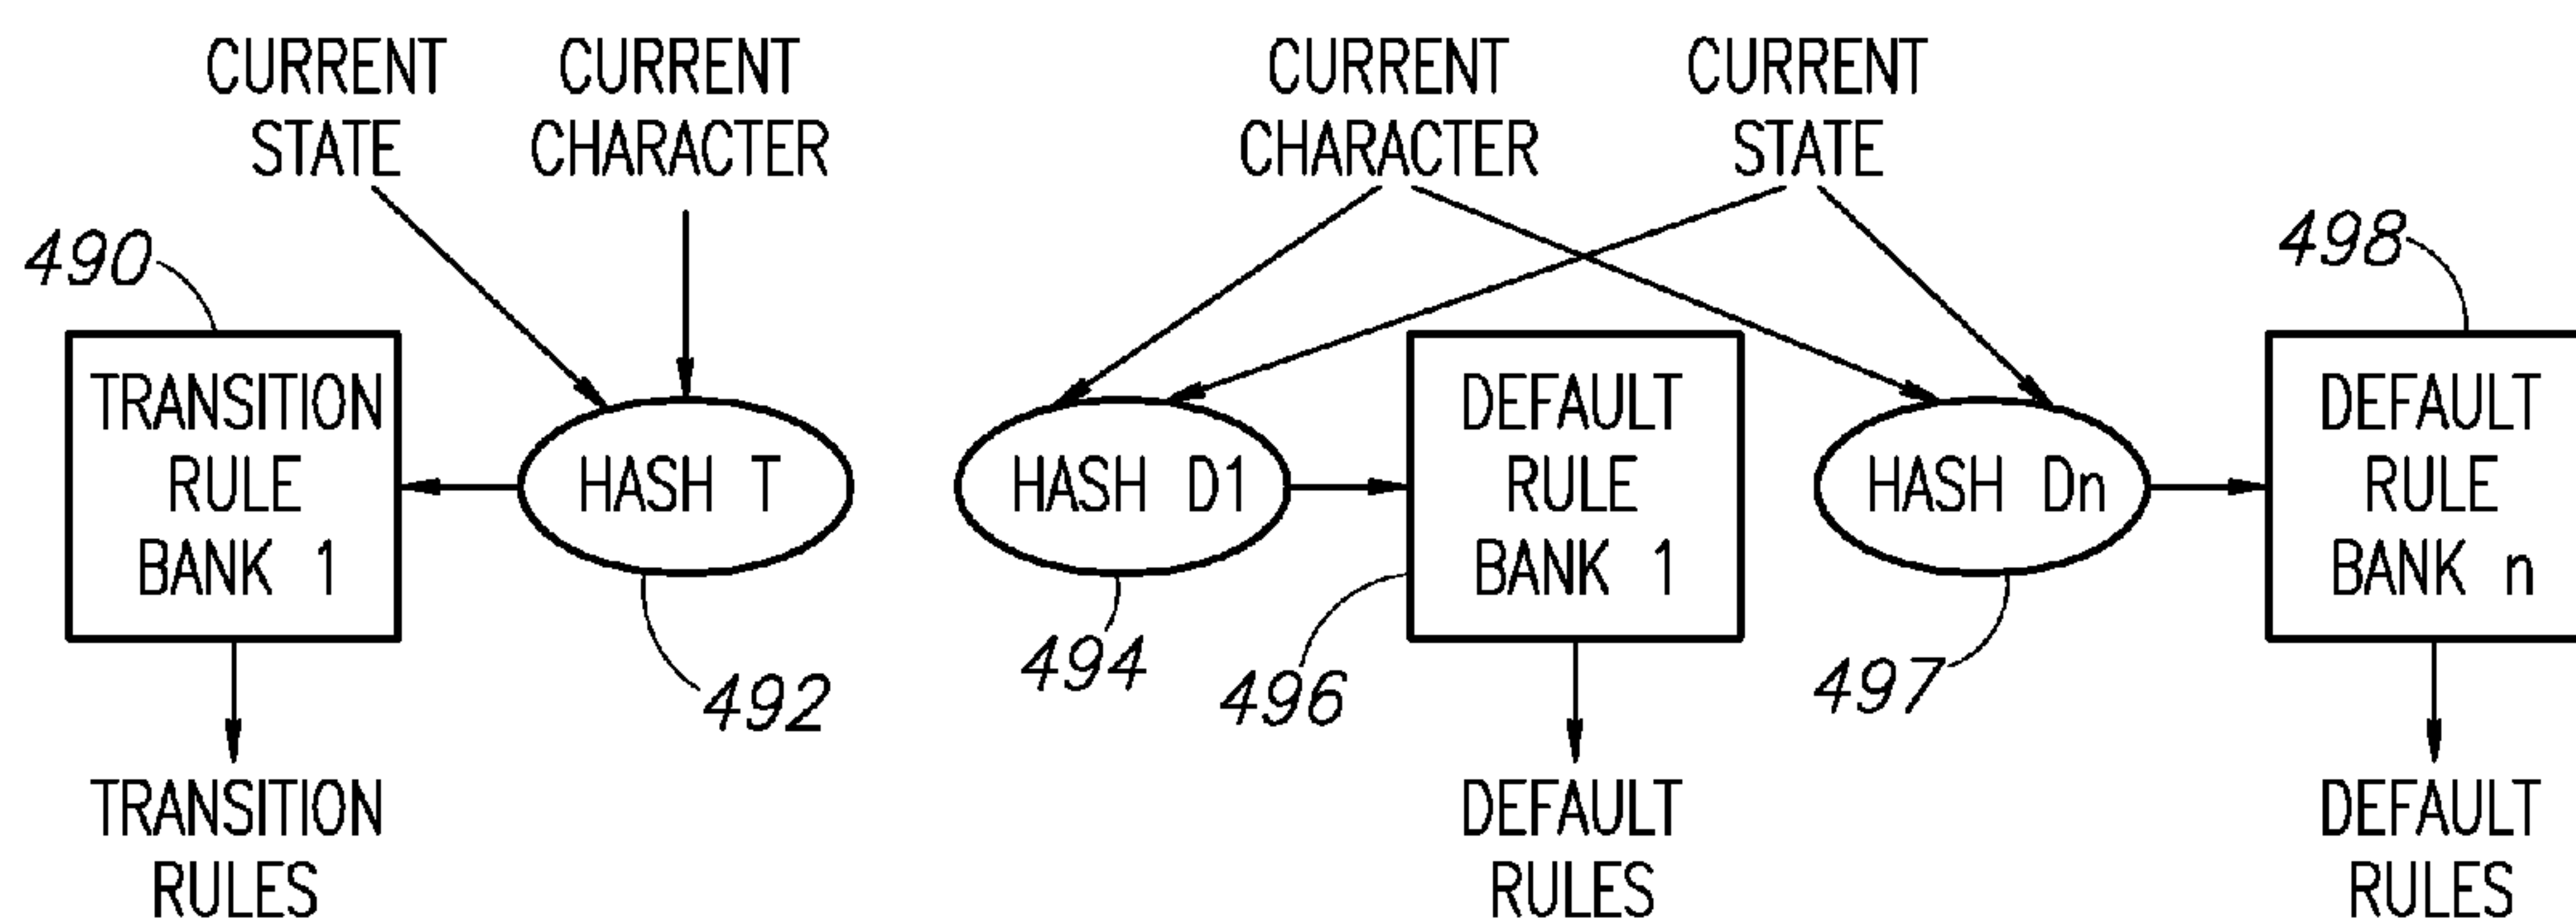 CURRENT
STATE
CURRENT
CHARACTER
CURRENT
CHARACTER
CURRENT
STATE
490
498
TRANSITION
RULE
BANK 1
HASH T
HASH D1
DEFAULT
RULE
BANK 1
HASH Dn
DEFAULT
RULE
BANK n
492
494
496
497
TRANSITION
RULES
DEFAULT
RULES
DEFAULT
RULES